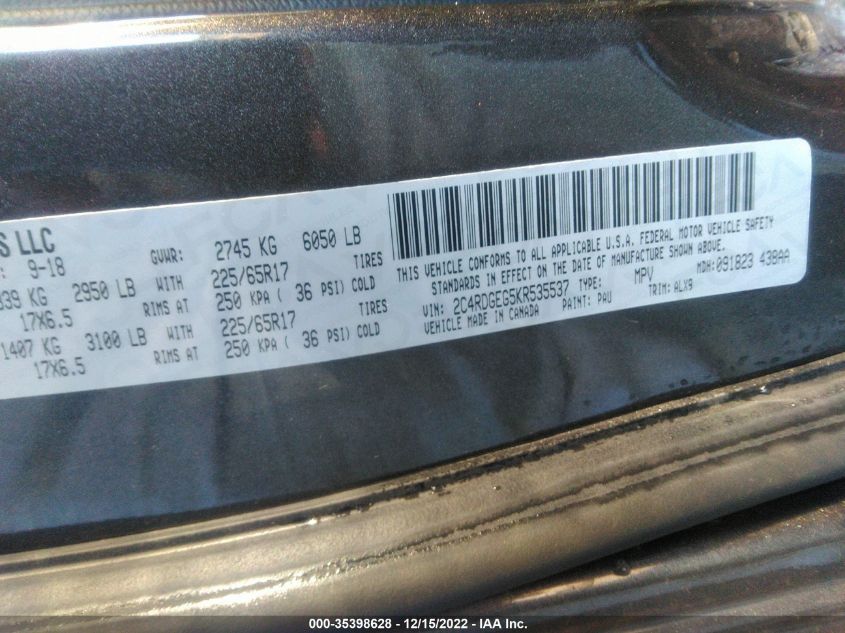 S LLC
9-18
GVWR: 2745 KG 6050 LB
939 KG 2950 LB WITH 225/65R17 TIRES
17X6.5 RIMS AT 250 KPA ( 36 PSI) COLD
1407 KG 3100 LB WITH 225/65R17 TIRES
17X6.5 RIMS AT 250 KPA ( 36 PSI) COLD
THIS VEHICLE CONFORMS TO ALL APPLICABLE U.S.A. FEDERAL MOTOR VEHICLE SAFETY
STANDARDS IN EFFECT ON THE DATE OF MANUFACTURE SHOWN ABOVE.
VIN: 2C4RDGEG5KR535537 TYPE: MPV MDH: 091823 438AA
VEHICLE MADE IN CANADA PAINT: PAU TRIM: ALX9
000-35398628 - 12/15/2022 - IAA Inc.